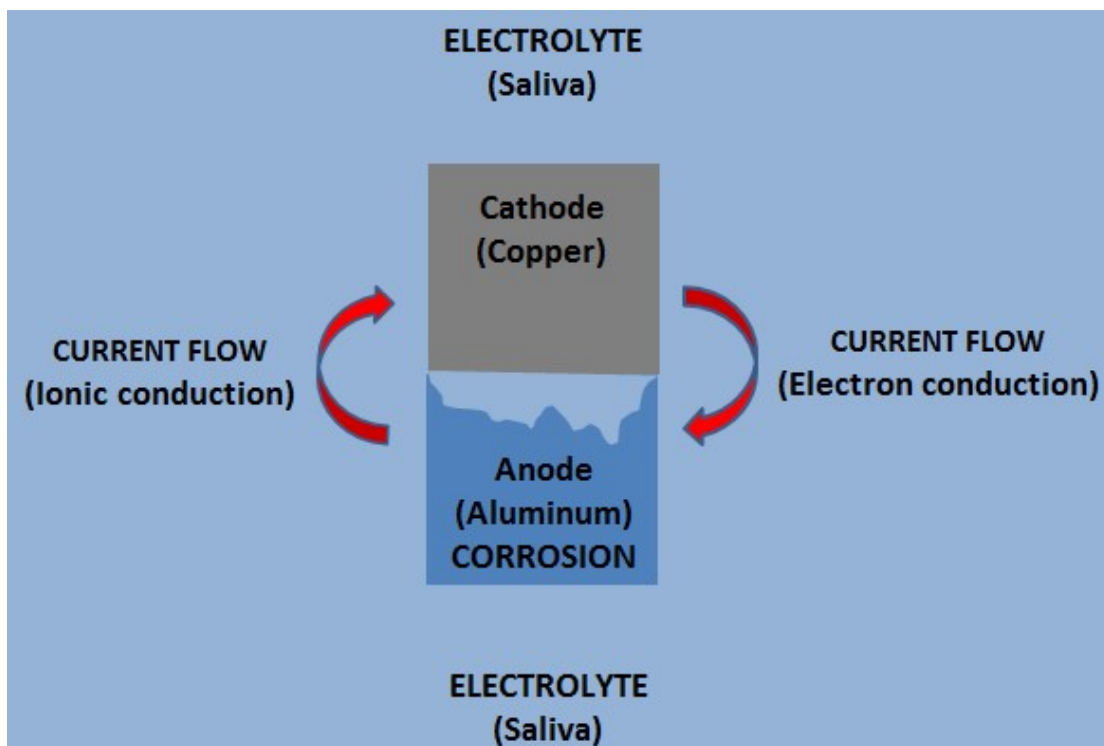 ELECTROLYTE
(Saliva)
Cathode
(Copper)
CURRENT FLOW
(Ionic conduction)
CURRENT FLOW
(Electron conduction)
Anode
(Aluminum)
CORROSION
ELECTROLYTE
(Saliva)